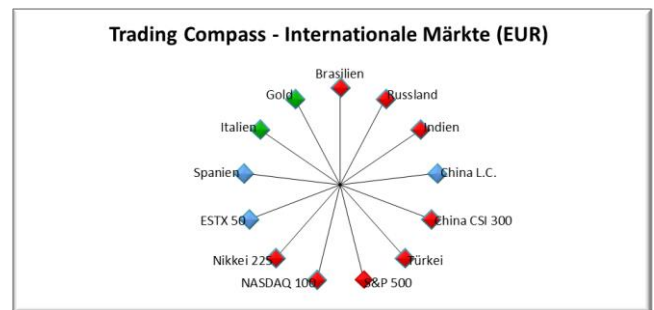 Trading Compass - Internationale Märkte (EUR)
Brasilien
Gold
Russland
Italien
Indien
Spanien
China L.C.
ESTX 50
China CSI 300
Nikkei 225
Türkei
NASDAQ 100
S&P 500